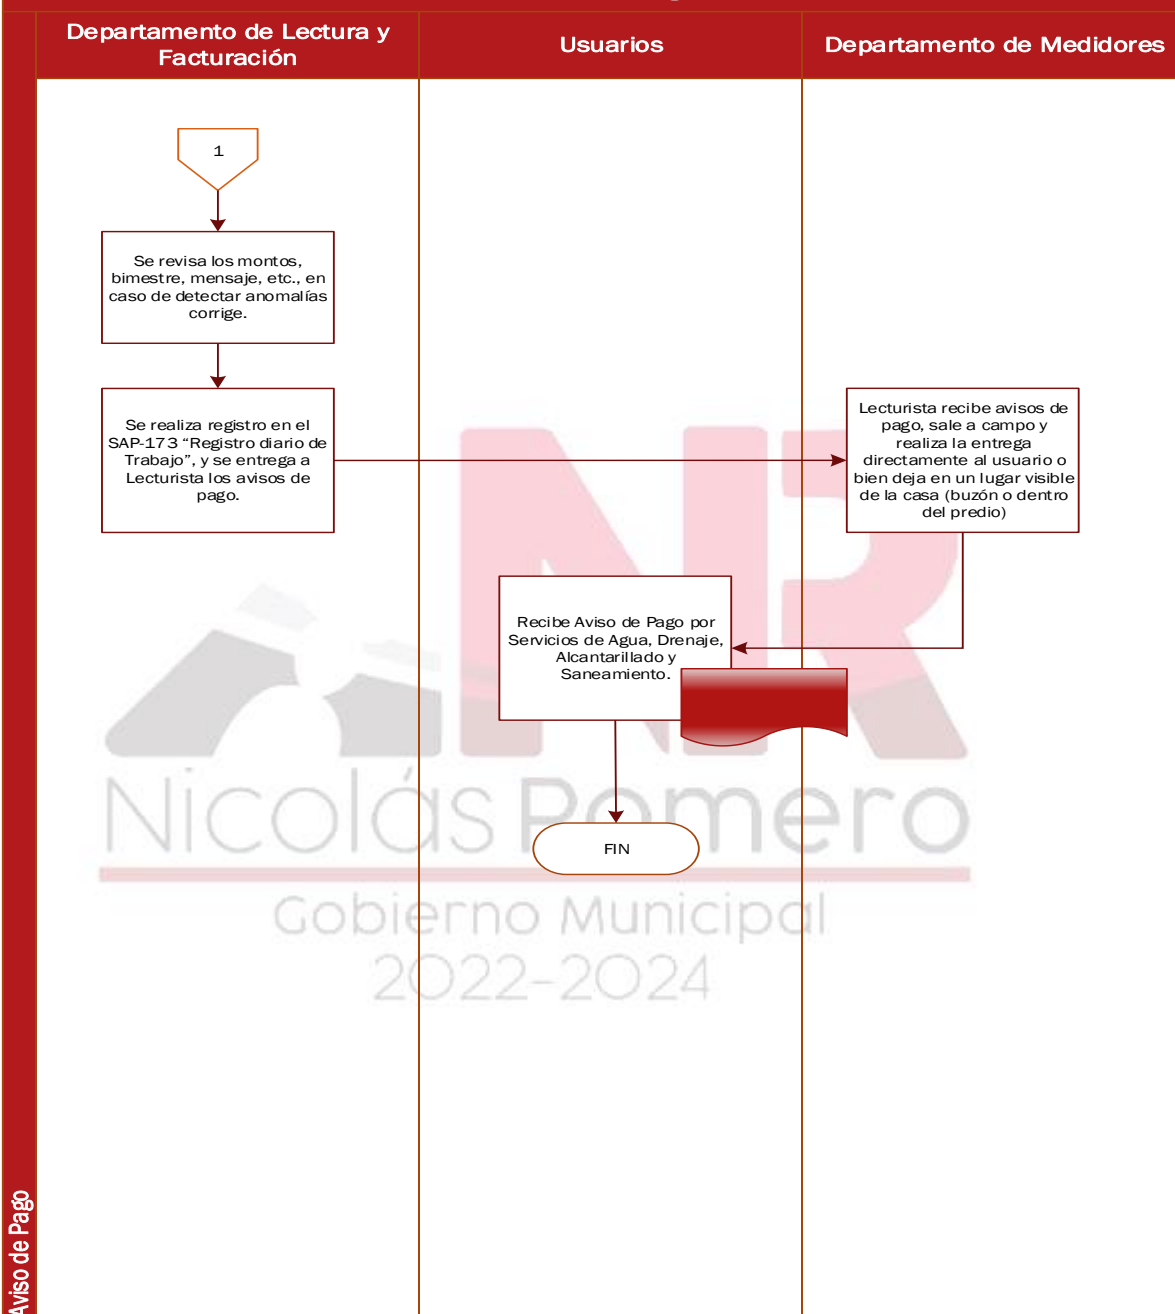 Departamento de Lectura y
Facturación
Usuarios
Departamento de Medidores
1
Se revisa los montos,
bimestre, mensaje, etc., en
caso de detectar anomalías
corrige.
Se realiza registro en el
SAP-173 “Registro diario de
Trabajo”, y se entrega a
Lecturista los avisos de
pago.
Lecturista recibe avisos de
pago, sale a campo y
realiza la entrega
directamente al usuario o
bien deja en un lugar visible
de la casa (buzón o dentro
del predio)
Recibe Aviso de Pago por
Servicios de Agua, Drenaje,
Alcantarillado y
Saneamiento.
FIN
NR
Nicolás Romero
Gobierno Municipal
2022-2024
Aviso de Pago